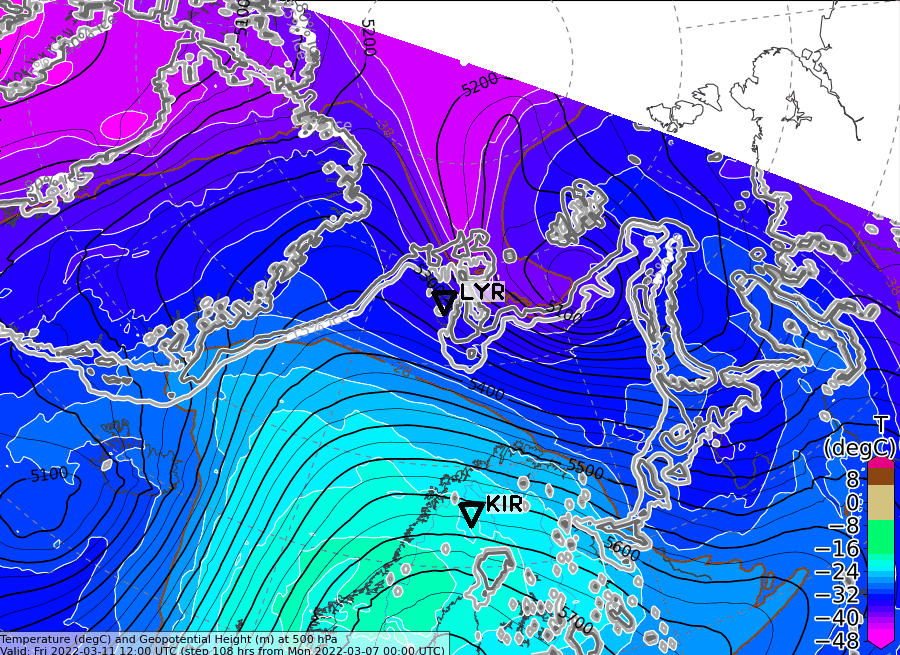 5100
5200
5200
LYR
5100
5400
5100
5500
KIR
5600
5700
T
(degC)
8
0
−8
−16
−24
−32
−40
−48
Temperature (degC) and Geopotential Height (m) at 500 hPa
Valid: Fri 2022-03-11 12:00 UTC (step 108 hrs from Mon 2022-03-07 00:00 UTC)